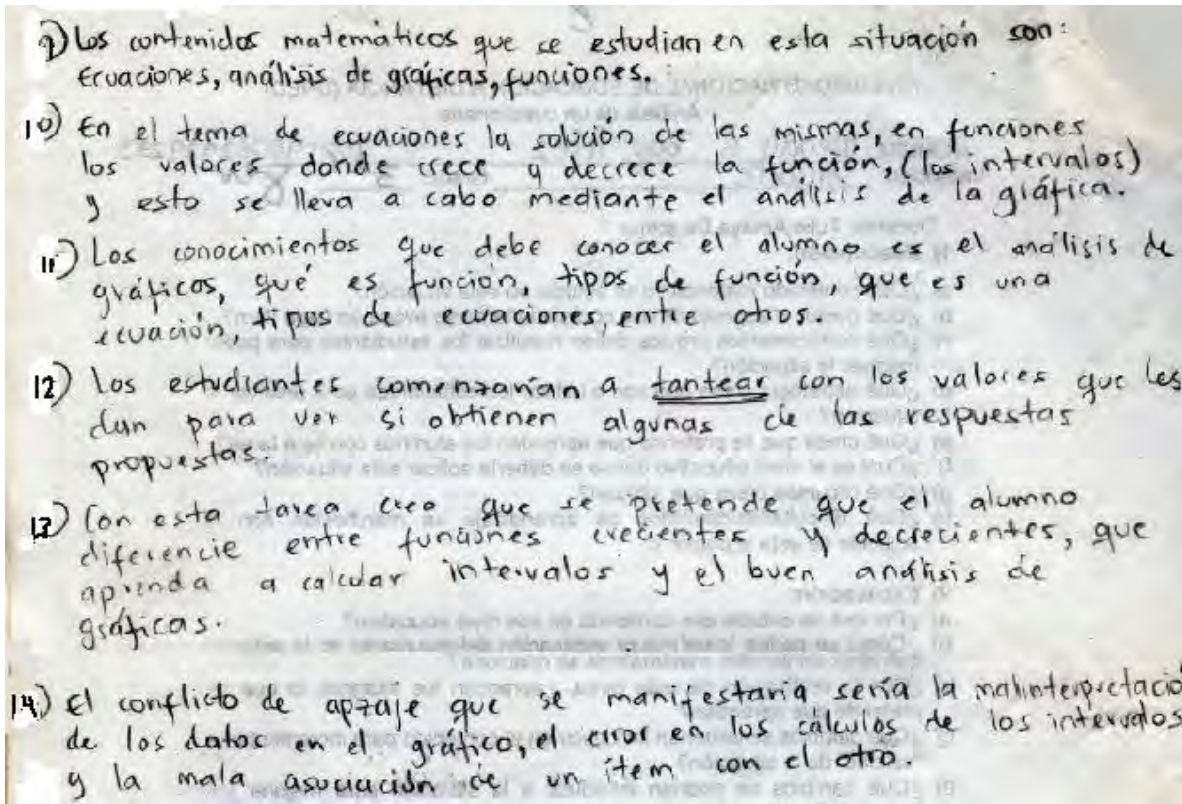 9) Los contenidos matemáticos que se estudian en esta situación son:
Ecuaciones, análisis de gráficas, funciones.
10) En el tema de ecuaciones la solución de las mismas, en funciones
los valores donde crece y decrece la función, (los intervalos)
y esto se lleva a cabo mediante el análisis de la gráfica.
11) Los conocimientos que debe conocer el alumno es el análisis de
gráficos, qué es función, tipos de función, que es una
ecuación, tipos de ecuaciones, entre otros.
12) Los estudiantes comenzarían a tantear con los valores que les
dan para ver si obtienen algunas de las respuestas
propuestas.
13) Con esta tarea creo que se pretende que el alumno
diferencie entre funciones crecientes y decrecientes, que
aprenda a calcular intervalos y el buen análisis de
gráficas.
14) El conflicto de apzaje que se manifestaría sería la malinterpretació
de los datos en el gráfico, el error en los cálculos de los intervalos
y la mala asociación de un ítem con el otro.